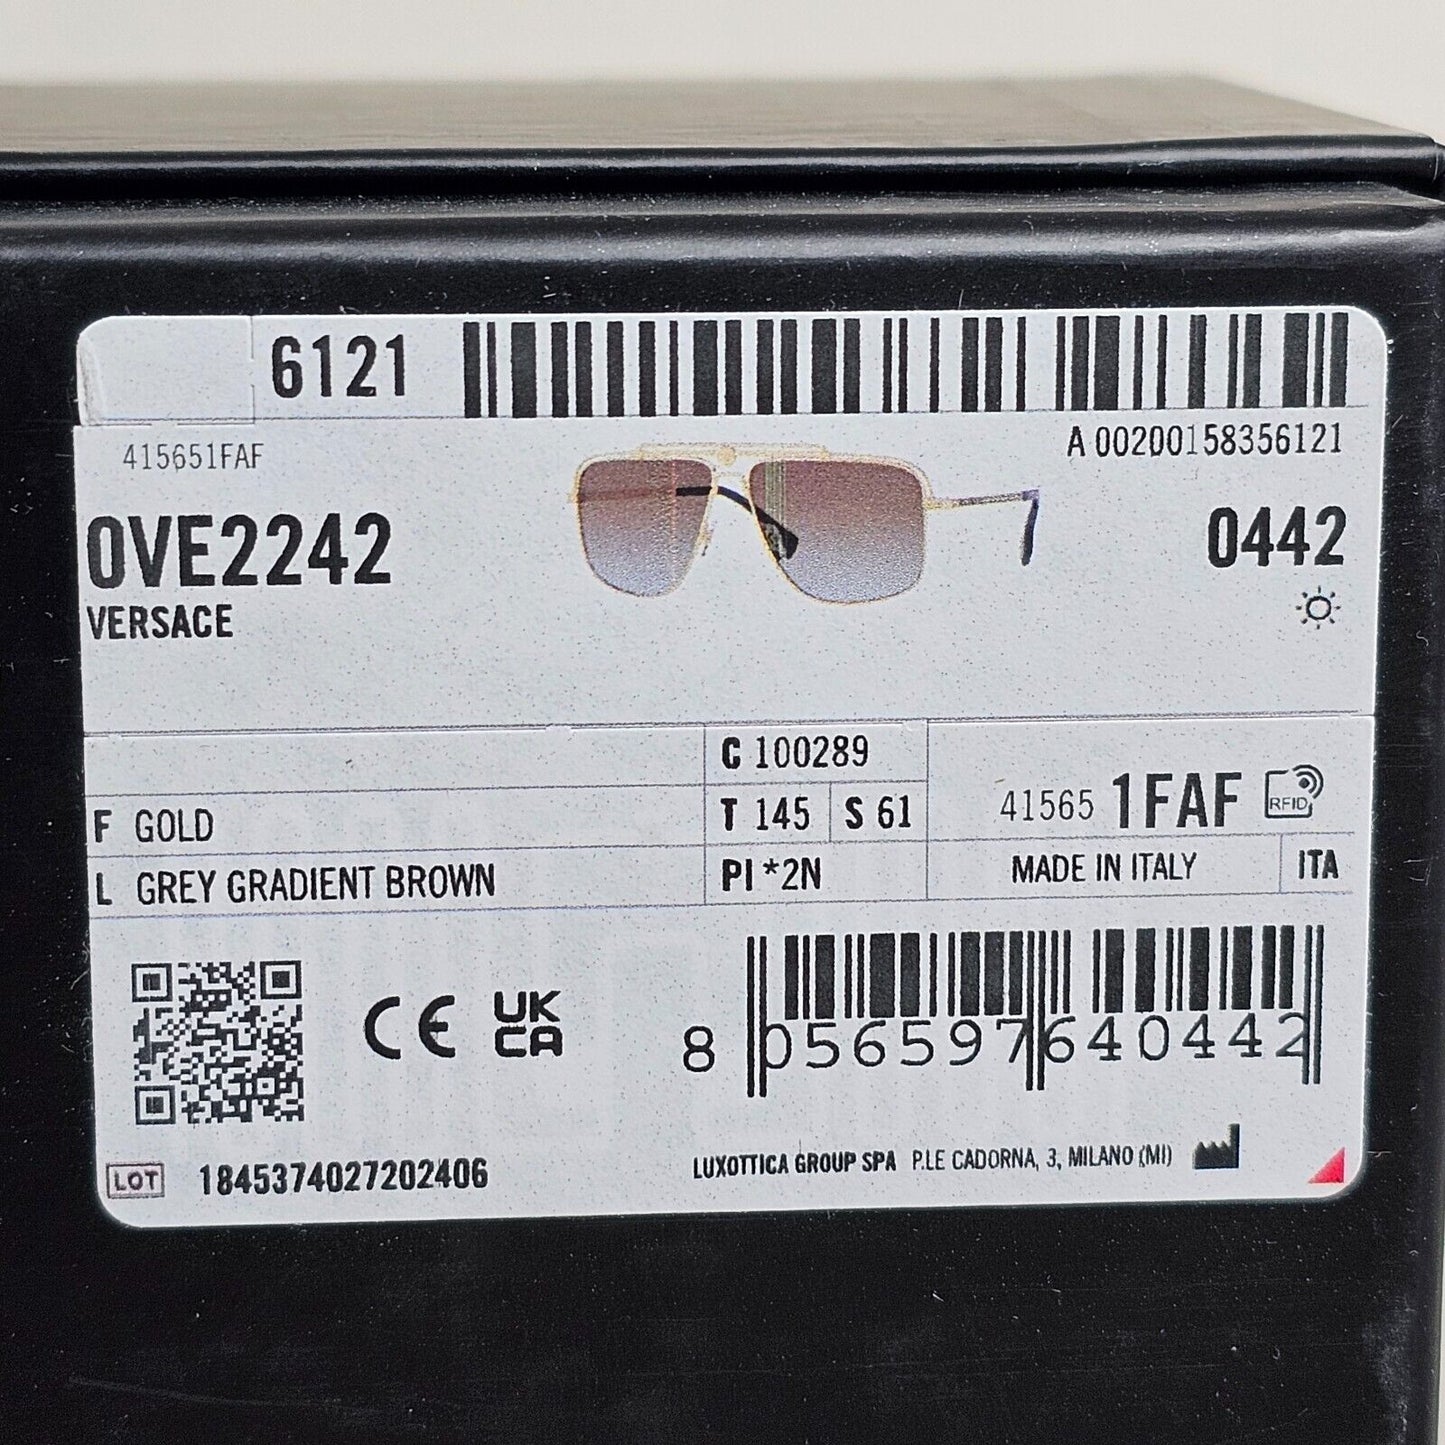 6121
415651FAF
A 00200158356121
0VE2242
0442
VERSACE
C 100289
F GOLD
T 145 S 61
41565 1FAF RFID
L GREY GRADIENT BROWN
PI *2N
MADE IN ITALY ITA
CE UK CA
8 056597 640442
LOT 1845374027202406
LUXOTTICA GROUP SPA P.LE CADORNA, 3, MILANO (MI)